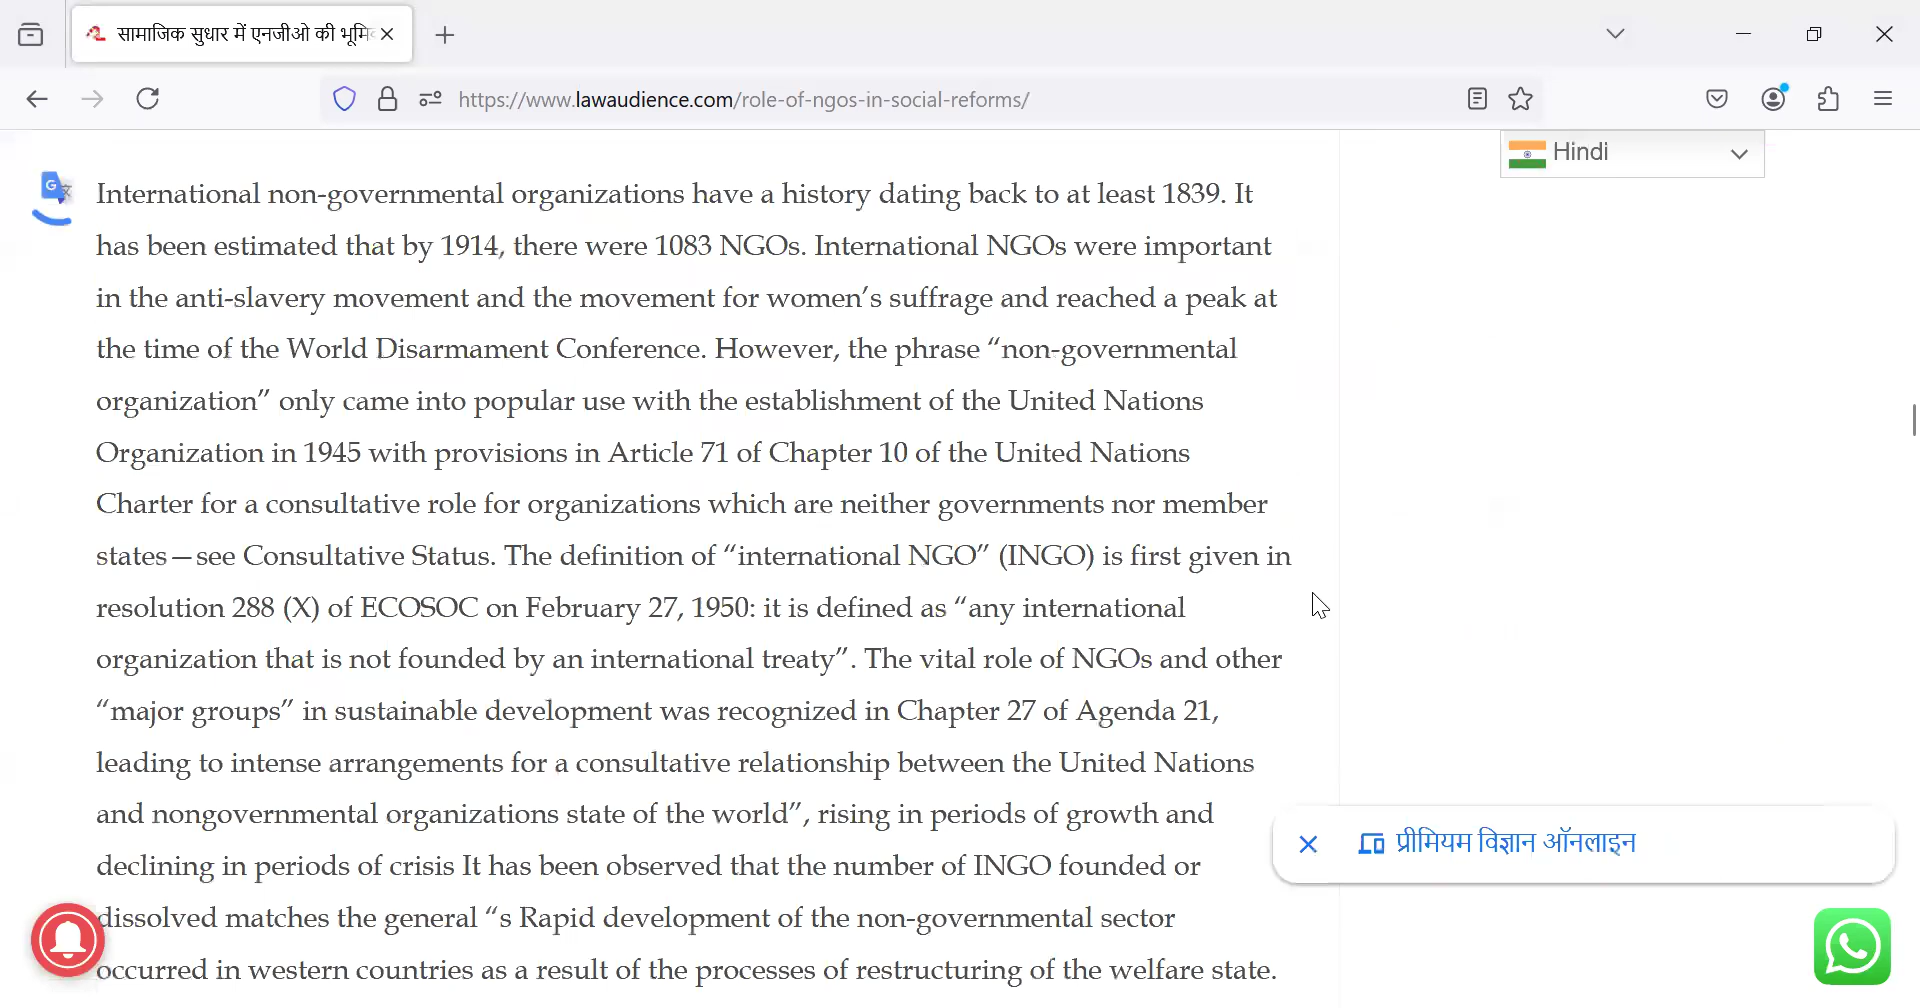 सामाजिक सुधार में एनजीओ की
https://www.lawaudience.com/role-of-ngos-in-social-reforms/
Hindi
International non-governmental organizations have a history dating back to at least 1839. It
has been estimated that by 1914, there were 1083 NGOs. International NGOs were important
in the anti-slavery movement and the movement for women’s suffrage and reached a peak at
the time of the World Disarmament Conference. However, the phrase “non-governmental
organization” only came into popular use with the establishment of the United Nations
Organization in 1945 with provisions in Article 71 of Chapter 10 of the United Nations
Charter for a consultative role for organizations which are neither governments nor member
states—see Consultative Status. The definition of “international NGO” (INGO) is first given in
resolution 288 (X) of ECOSOC on February 27, 1950: it is defined as “any international
organization that is not founded by an international treaty”. The vital role of NGOs and other
“major groups” in sustainable development was recognized in Chapter 27 of Agenda 21,
leading to intense arrangements for a consultative relationship between the United Nations
and nongovernmental organizations state of the world”, rising in periods of growth and
declining in periods of crisis It has been observed that the number of INGO founded or
dissolved matches the general “s Rapid development of the non-governmental sector
occurred in western countries as a result of the processes of restructuring of the welfare state.
प्रीमियम विज्ञान ऑनलाइन